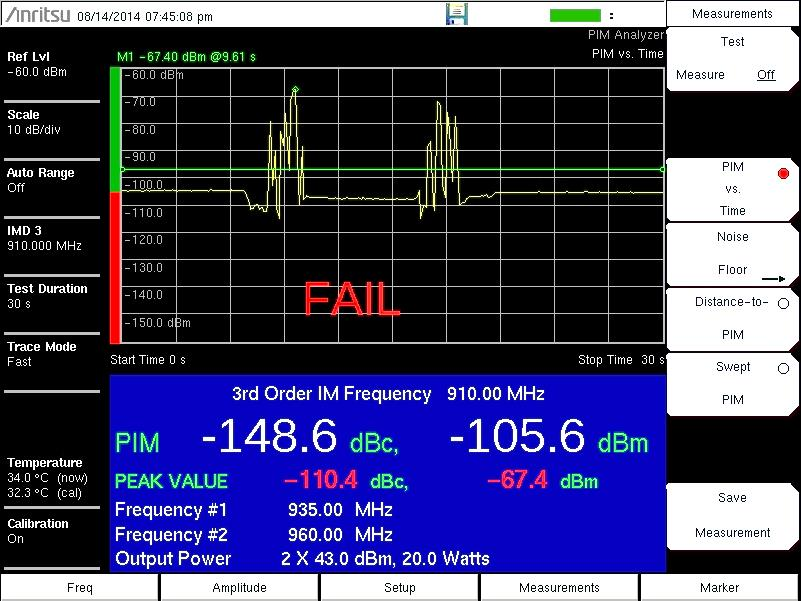 Anritsu 08/14/2014 07:45:08 pm
:
Measurements
Ref Lvl
-60.0 dBm
Scale
10 dB/div
Auto Range
Off
IMD 3
910.000 MHz
Test Duration
30 s
Trace Mode
Fast
Temperature
34.0 °C (now)
32.3 °C (cal)
Calibration
On
PIM Analyzer
M1 -67.40 dBm @9.61 s
PIM vs. Time
-60.0 dBm
-70.0
-80.0
-90.0
-100.0
-110.0
-120.0
-130.0
-140.0
-150.0 dBm
FAIL
Start Time 0 s
Stop Time 30 s
3rd Order IM Frequency 910.00 MHz
PIM -148.6 dBc, -105.6 dBm
PEAK VALUE -110.4 dBc, -67.4 dBm
Frequency #1 935.00 MHz
Frequency #2 960.00 MHz
Output Power 2 X 43.0 dBm, 20.0 Watts
Test
Measure Off
PIM
vs.
Time
Noise
Floor
Distance-to-
PIM
Swept
PIM
Save
Measurement
Freq
Amplitude
Setup
Measurements
Marker